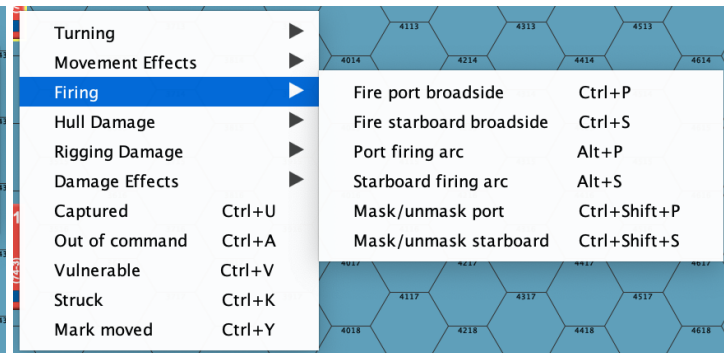 Turning
Movement Effects
Firing
Hull Damage
Rigging Damage
Damage Effects
Captured Ctrl+U
Out of command Ctrl+A
Vulnerable Ctrl+V
Struck Ctrl+K
Mark moved Ctrl+Y
Fire port broadside Ctrl+P
Fire starboard broadside Ctrl+S
Port firing arc Alt+P
Starboard firing arc Alt+S
Mask/unmask port Ctrl+Shift+P
Mask/unmask starboard Ctrl+Shift+S
4113 4313 4513
4014 4214 4414 4614
4017 4217 4417 4617
4117 4317 4517
4018 4218 4418 4618
(74-3)